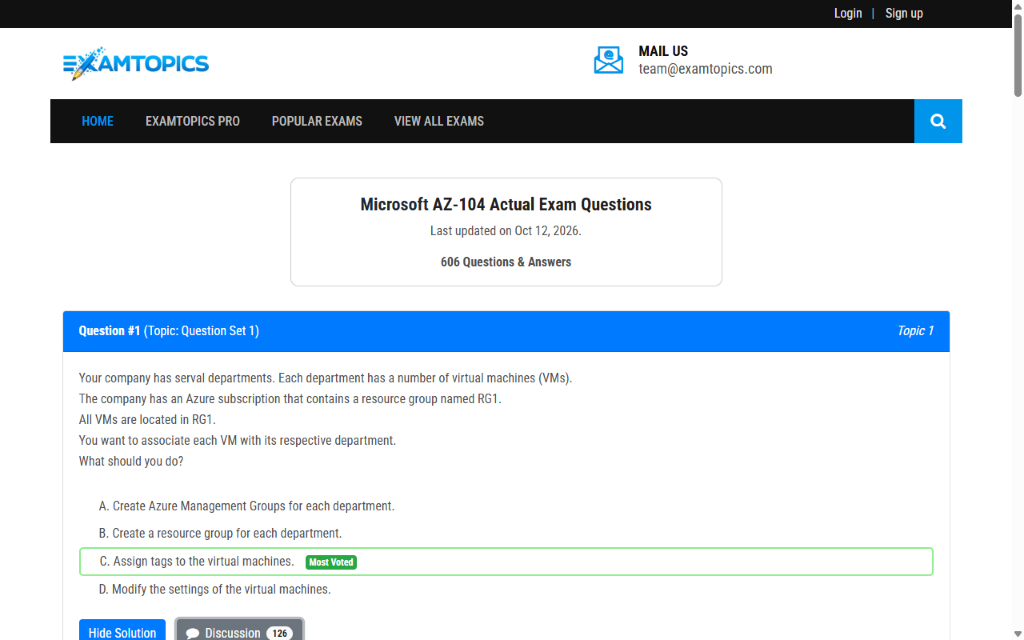 Login | Sign up
EXAMTOPICS
MAIL US
team@examtopics.com
HOME EXAMTOPICS PRO POPULAR EXAMS VIEW ALL EXAMS
Microsoft AZ-104 Actual Exam Questions
Last updated on Oct 12, 2026.
606 Questions & Answers
Question #1 (Topic: Question Set 1) Topic 1
Your company has serval departments. Each department has a number of virtual machines (VMs).
The company has an Azure subscription that contains a resource group named RG1.
All VMs are located in RG1.
You want to associate each VM with its respective department.
What should you do?
A. Create Azure Management Groups for each department.
B. Create a resource group for each department.
C. Assign tags to the virtual machines. Most Voted
D. Modify the settings of the virtual machines.
Hide Solution Discussion 126